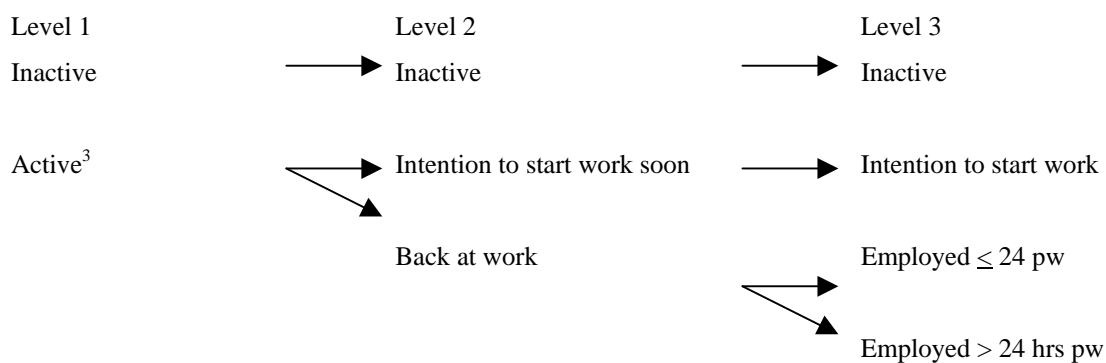 Level 1 Level 2 Level 3
Inactive Inactive Inactive
Active³ Intention to start work soon Intention to start work
Back at work Employed ≤ 24 pw
Employed > 24 hrs pw